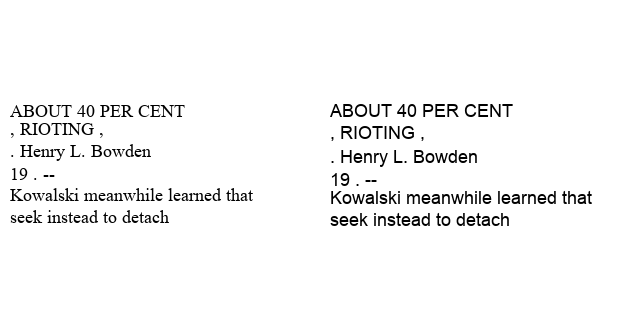 ABOUT 40 PER CENT
, RIOTING ,
. Henry L. Bowden
19 . --
Kowalski meanwhile learned that
seek instead to detach
ABOUT 40 PER CENT
, RIOTING ,
. Henry L. Bowden
19 . --
Kowalski meanwhile learned that
seek instead to detach